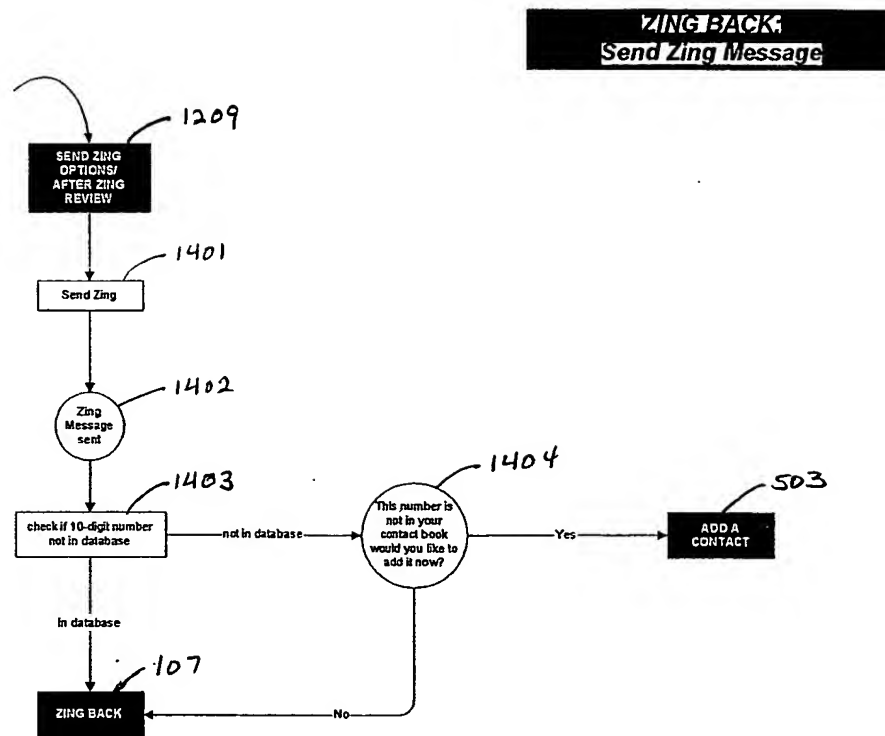 ZING BACK:
Send Zing Message
1209
SEND ZING
OPTIONS/
AFTER ZING
REVIEW
1401
Send Zing
1402
Zing
Message
sent
1403
check if 10-digit number
not in database
not in database
1404
This number is
not in your
contact book
would you like to
add it now?
Yes
503
ADD A
CONTACT
In database
107
ZING BACK
No